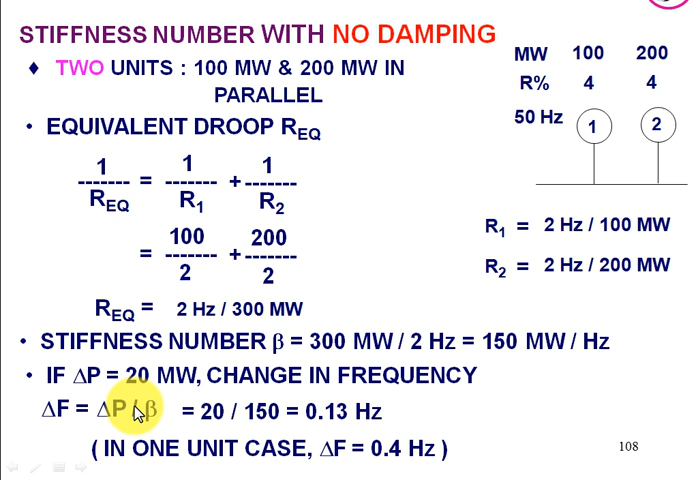 STIFFNESS NUMBER WITH NO DAMPING
♦ TWO UNITS : 100 MW & 200 MW IN
PARALLEL
• EQUIVALENT DROOP REQ
1 1 1
------- = ------- + -------
REQ R1 R2
100 200
= ------- + -------
2 2
REQ = 2 Hz / 300 MW
MW 100 200
R% 4 4
50 Hz 1 2
R1 = 2 Hz / 100 MW
R2 = 2 Hz / 200 MW
• STIFFNESS NUMBER β = 300 MW / 2 Hz = 150 MW / Hz
• IF ∆P = 20 MW, CHANGE IN FREQUENCY
∆F = ∆P / β = 20 / 150 = 0.13 Hz
( IN ONE UNIT CASE, ∆F = 0.4 Hz )
108